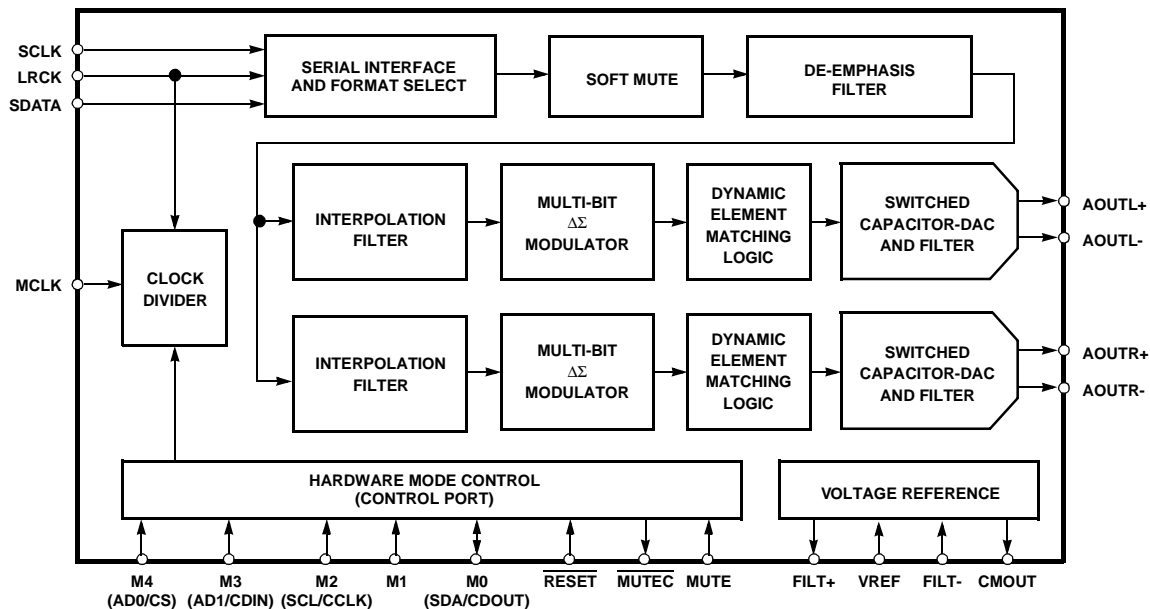 SCLK
LRCK
SDATA
SERIAL INTERFACE
AND FORMAT SELECT
SOFT MUTE
DE-EMPHASIS
FILTER
INTERPOLATION
FILTER
MULTI-BIT
ΔΣ
MODULATOR
DYNAMIC
ELEMENT
MATCHING
LOGIC
SWITCHED
CAPACITOR-DAC
AND FILTER
AOUTL+
AOUTL-
MCLK
CLOCK
DIVIDER
INTERPOLATION
FILTER
MULTI-BIT
ΔΣ
MODULATOR
DYNAMIC
ELEMENT
MATCHING
LOGIC
SWITCHED
CAPACITOR-DAC
AND FILTER
AOUTR+
AOUTR-
HARDWARE MODE CONTROL
(CONTROL PORT)
VOLTAGE REFERENCE
M4
(AD0/CS)
M3
(AD1/CDIN)
M2
(SCL/CCLK)
M1
M0
(SDA/CDOUT)
RESET
MUTEC
MUTE
FILT+
VREF
FILT-
CMOUT